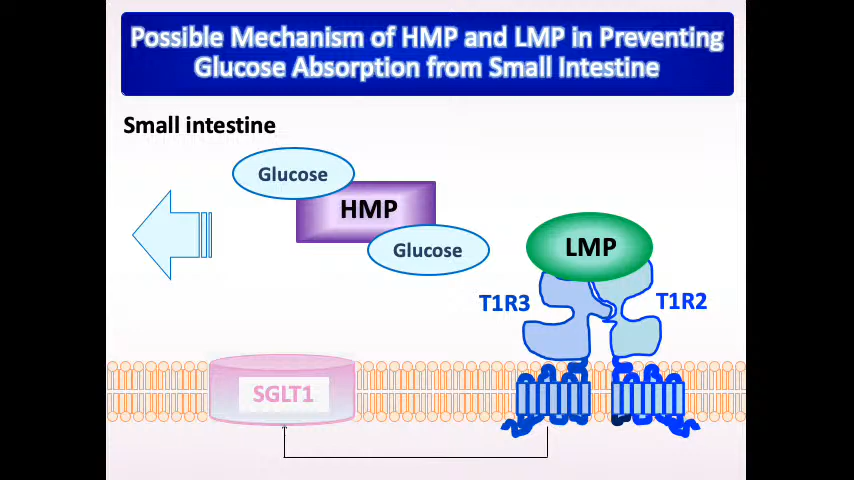 Possible Mechanism of HMP and LMP in Preventing
Glucose Absorption from Small Intestine
Small intestine
Glucose
HMP
Glucose
LMP
T1R3
T1R2
SGLT1